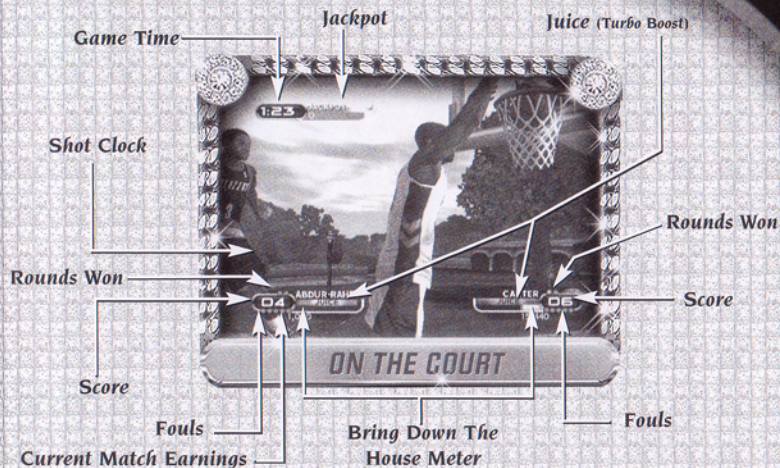 Jackpot
Juice (Turbo Boost)
Game Time
1:23
JACKPOT
Shot Clock
Rounds Won
Rounds Won
ABDUR-RAH
JUICE
04
CARTER
06
Score
Score
ON THE COURT
Fouls
Fouls
Current Match Earnings
Bring Down The
House Meter